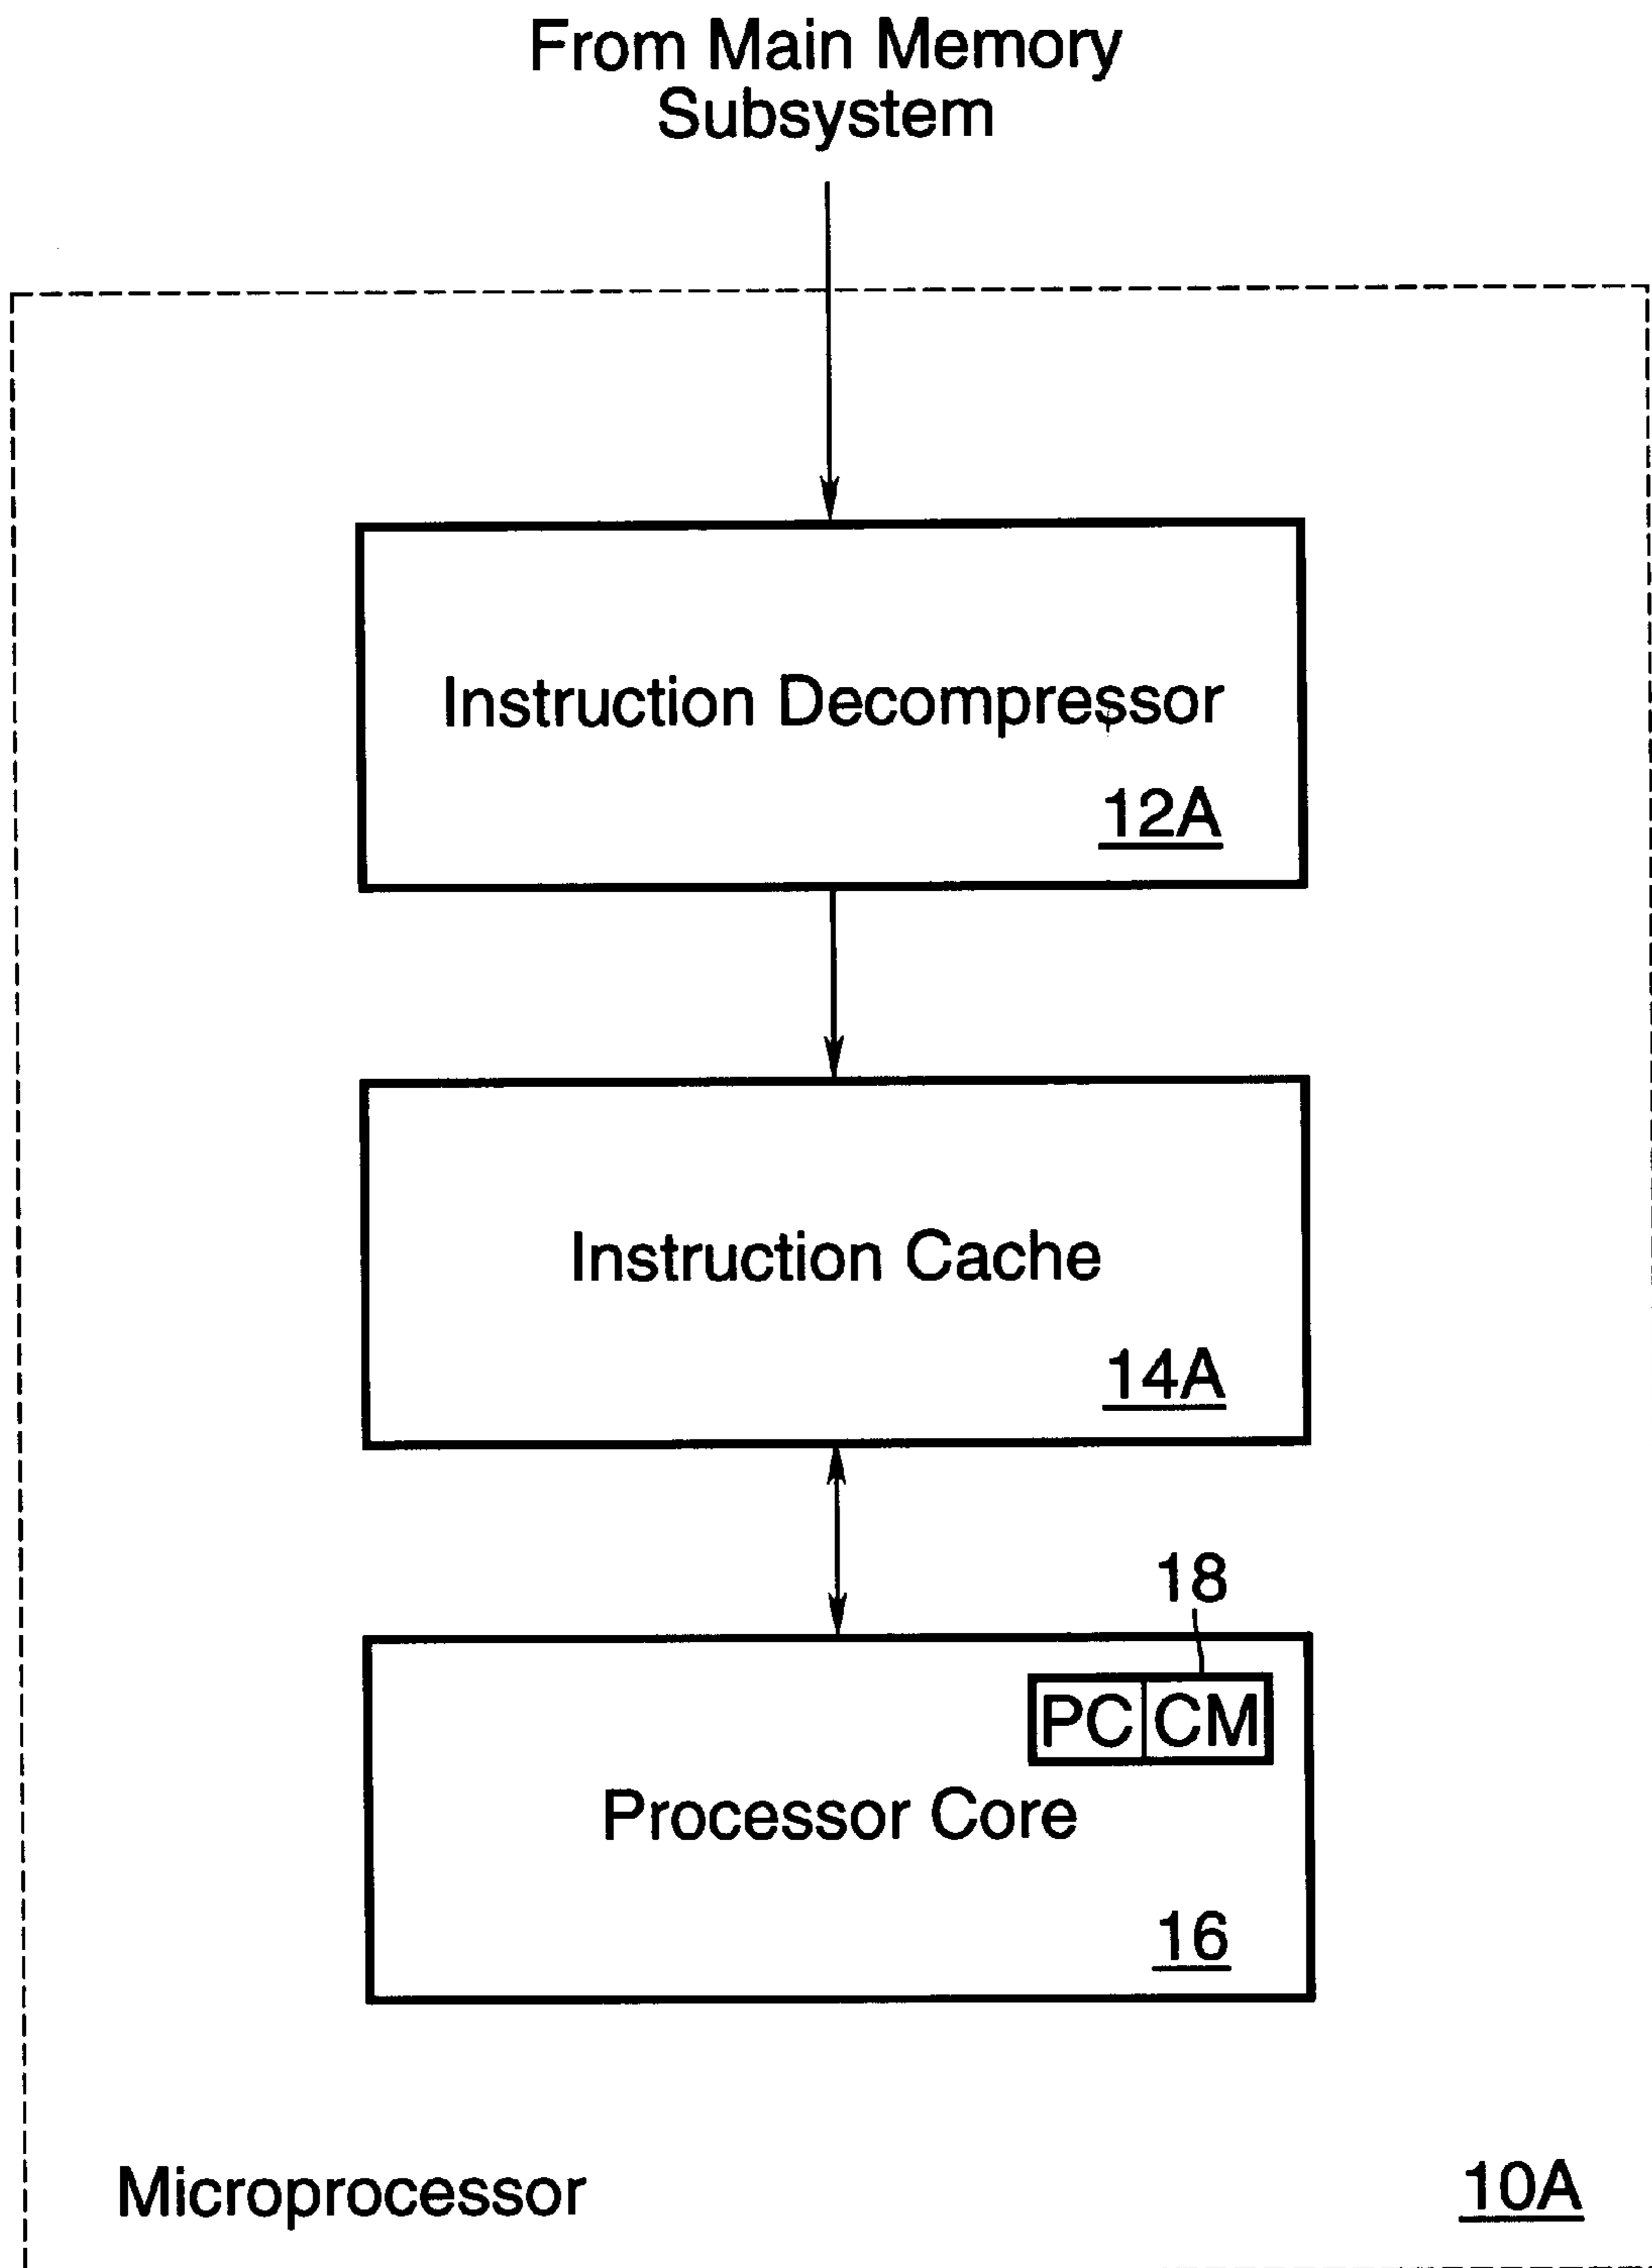 From Main Memory
Subsystem
Instruction Decompressor
12A
Instruction Cache
14A
18
PC CM
Processor Core
16
Microprocessor 10A